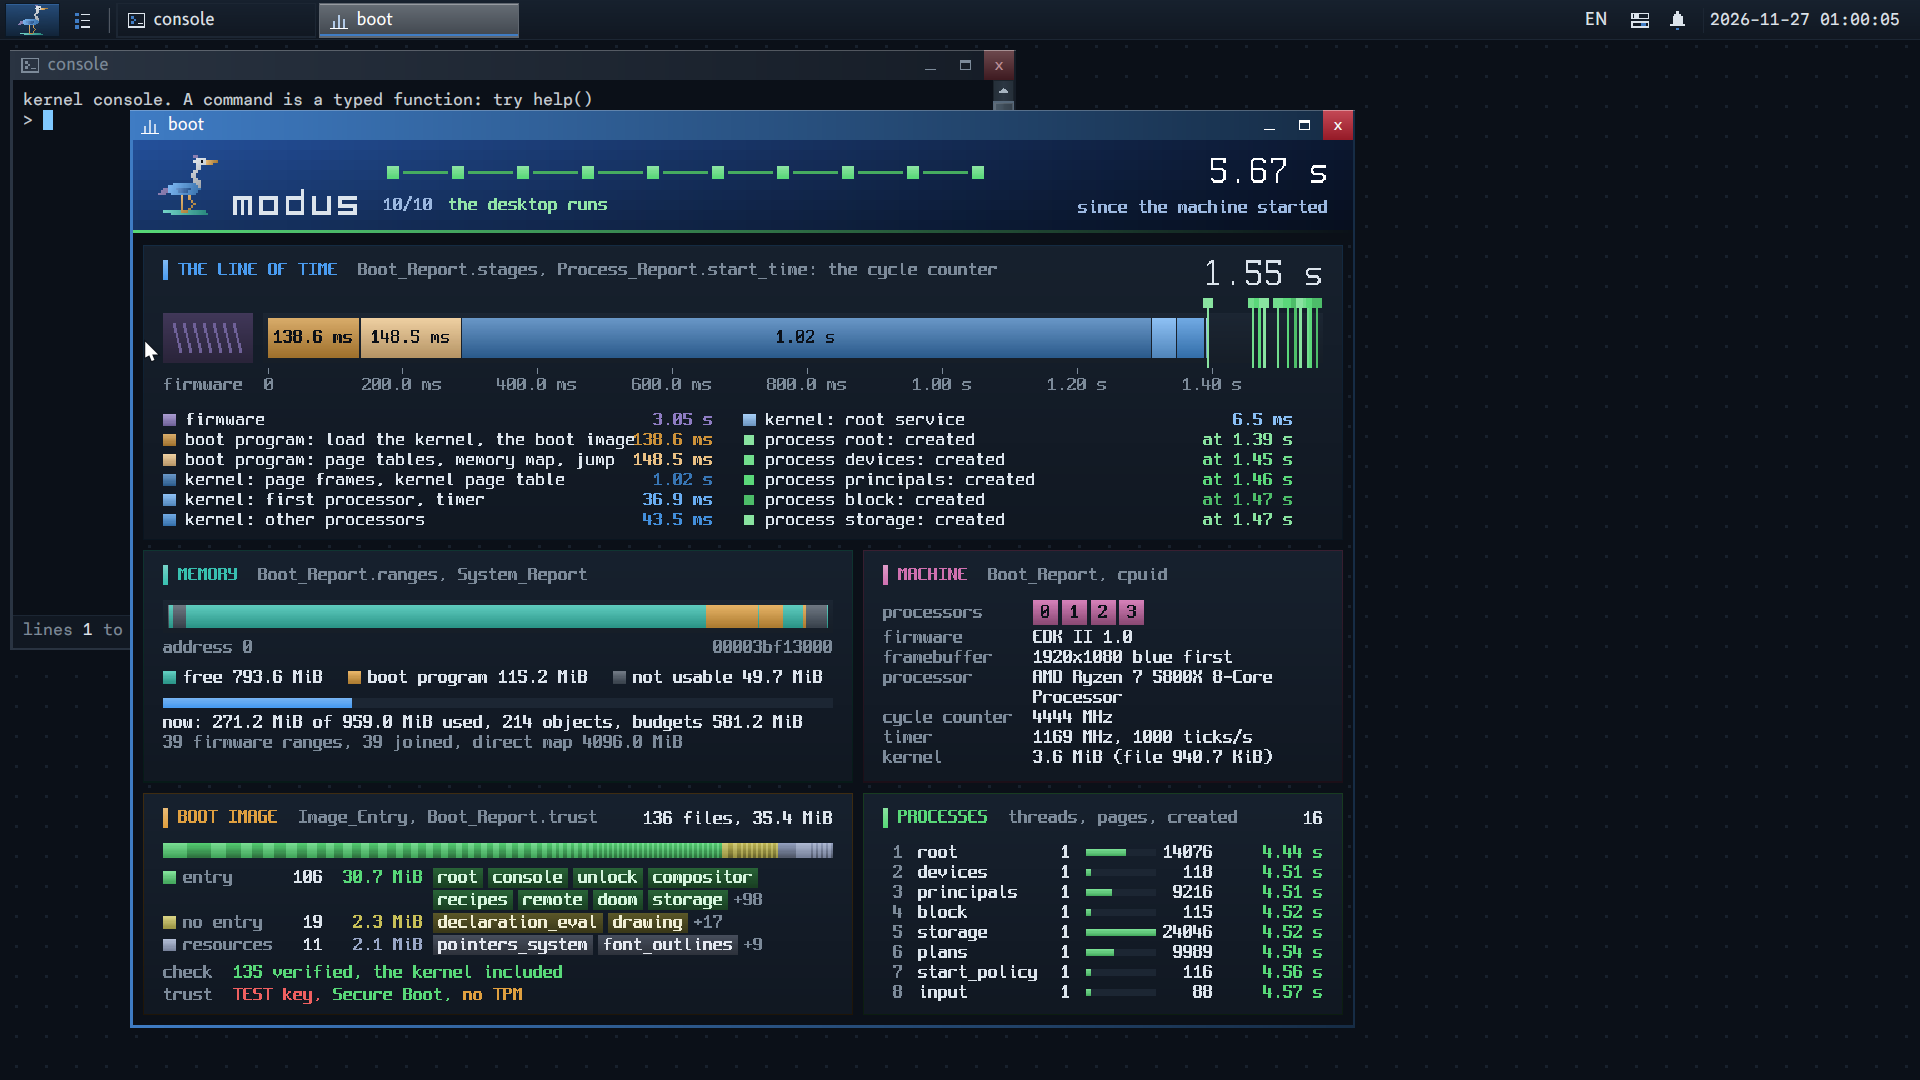 console
boot
EN
2026-11-27 01:00:05
console
kernel console. A command is a typed function: try help()
>
lines 1 to
boot
modus
10/10 the desktop runs
5.67 s
since the machine started
THE LINE OF TIME Boot_Report.stages, Process_Report.start_time: the cycle counter
1.55 s
138.6 ms 148.5 ms 1.02 s
firmware 0 200.0 ms 400.0 ms 600.0 ms 800.0 ms 1.00 s 1.20 s 1.40 s
firmware 3.05 s
boot program: load the kernel, the boot image 138.6 ms
boot program: page tables, memory map, jump 148.5 ms
kernel: page frames, kernel page table 1.02 s
kernel: first processor, timer 36.9 ms
kernel: other processors 43.5 ms
kernel: root service 6.5 ms
process root: created at 1.39 s
process devices: created at 1.45 s
process principals: created at 1.46 s
process block: created at 1.47 s
process storage: created at 1.47 s
MEMORY Boot_Report.ranges, System_Report
address 0 00003bf13000
free 793.6 MiB boot program 115.2 MiB not usable 49.7 MiB
now: 271.2 MiB of 959.0 MiB used, 214 objects, budgets 581.2 MiB
39 firmware ranges, 39 joined, direct map 4096.0 MiB
MACHINE Boot_Report, cpuid
processors 0 1 2 3
firmware EDK II 1.0
framebuffer 1920x1080 blue first
processor AMD Ryzen 7 5800X 8-Core
Processor
cycle counter 4444 MHz
timer 1169 MHz, 1000 ticks/s
kernel 3.6 MiB (file 940.7 KiB)
BOOT IMAGE Image_Entry, Boot_Report.trust 136 files, 35.4 MiB
entry 106 30.7 MiB root console unlock compositor
recipes remote doom storage +98
no entry 19 2.3 MiB declaration_eval drawing +17
resources 11 2.1 MiB pointers_system font_outlines +9
check 135 verified, the kernel included
trust TEST key, Secure Boot, no TPM
PROCESSES threads, pages, created 16
1 root 1 14076 4.44 s
2 devices 1 118 4.51 s
3 principals 1 9216 4.51 s
4 block 1 115 4.52 s
5 storage 1 24046 4.52 s
6 plans 1 9989 4.54 s
7 start_policy 1 116 4.56 s
8 input 1 88 4.57 s